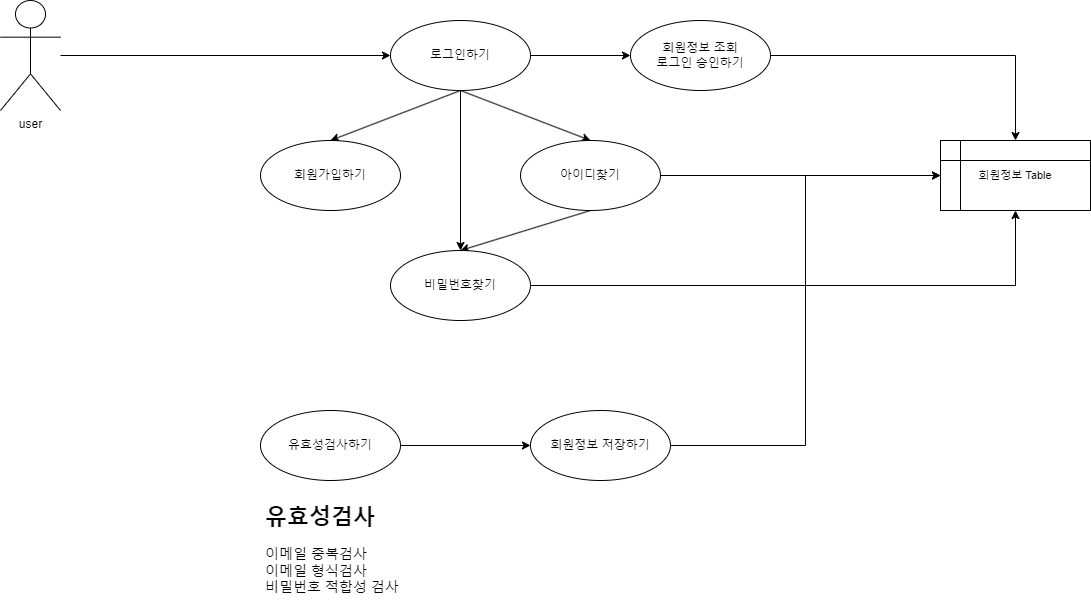 user
로그인하기
회원정보 조회
로그인 승인하기
회원가입하기
아이디찾기
회원정보 Table
비밀번호찾기
유효성검사하기
회원정보 저장하기
유효성검사
이메일 중복검사
이메일 형식검사
비밀번호 적합성 검사